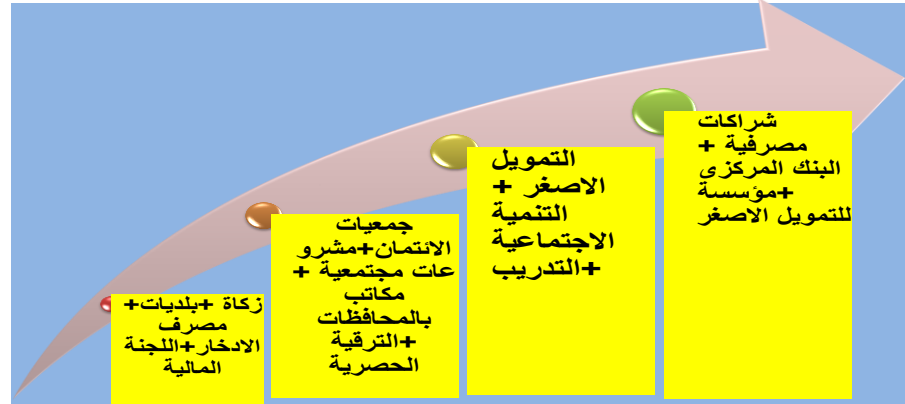 زكاة +بلديات+
مصرف
الادخار+اللجنة
المالية
جمعيات
الائتمان+مشرو
عات مجتمعية +
مكاتب
بالمحافظات
+الترقية
الحصرية
التمويل
الاصغر +
التنمية
الاجتماعية
+التدريب
شراكات
مصرفية +
البنك المركزى
+مؤسسة
للتمويل الاصغر